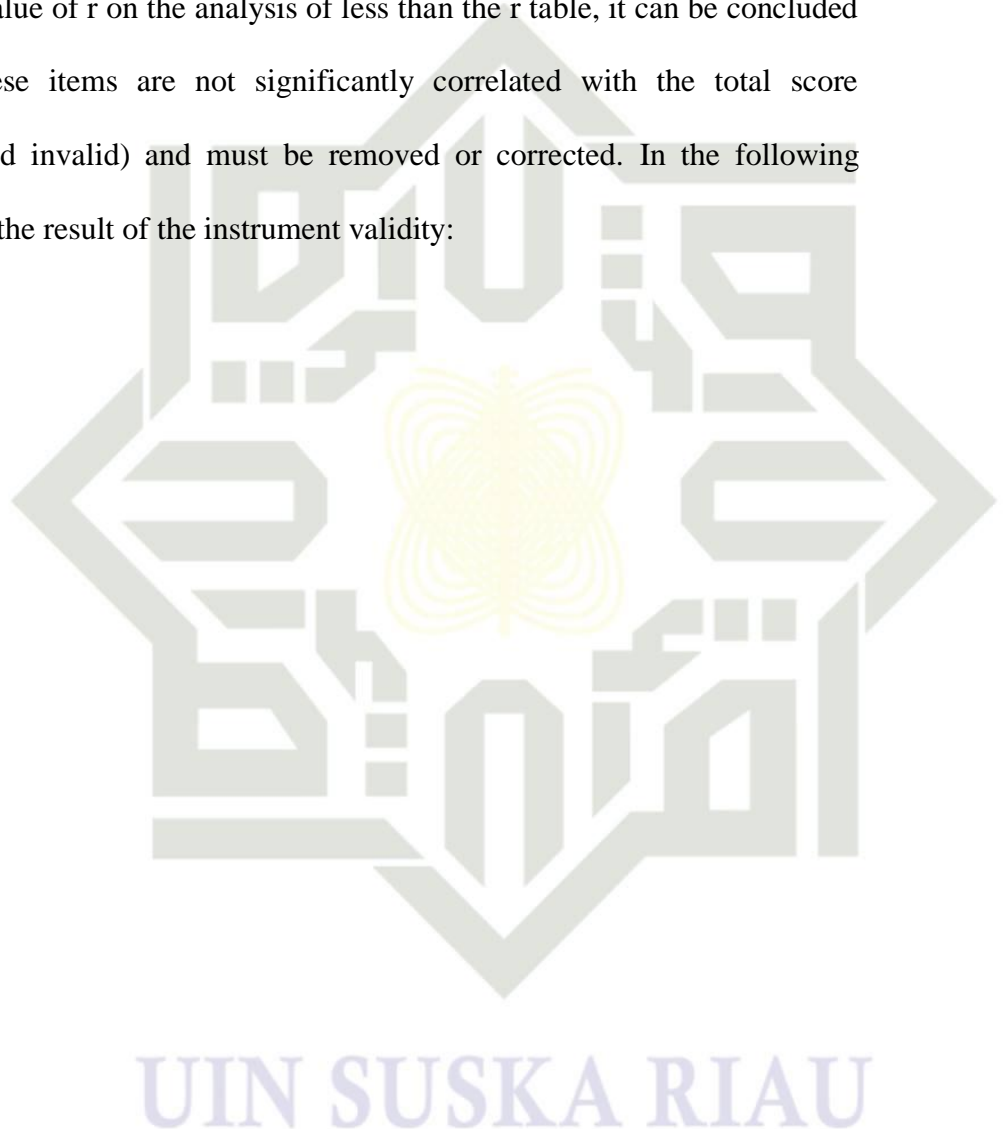 value of r on the analysis of less than the r table, it can be concluded
these items are not significantly correlated with the total score
invalid) and must be removed or corrected. In the following
the result of the instrument validity:
UIN SUSKA RIAU